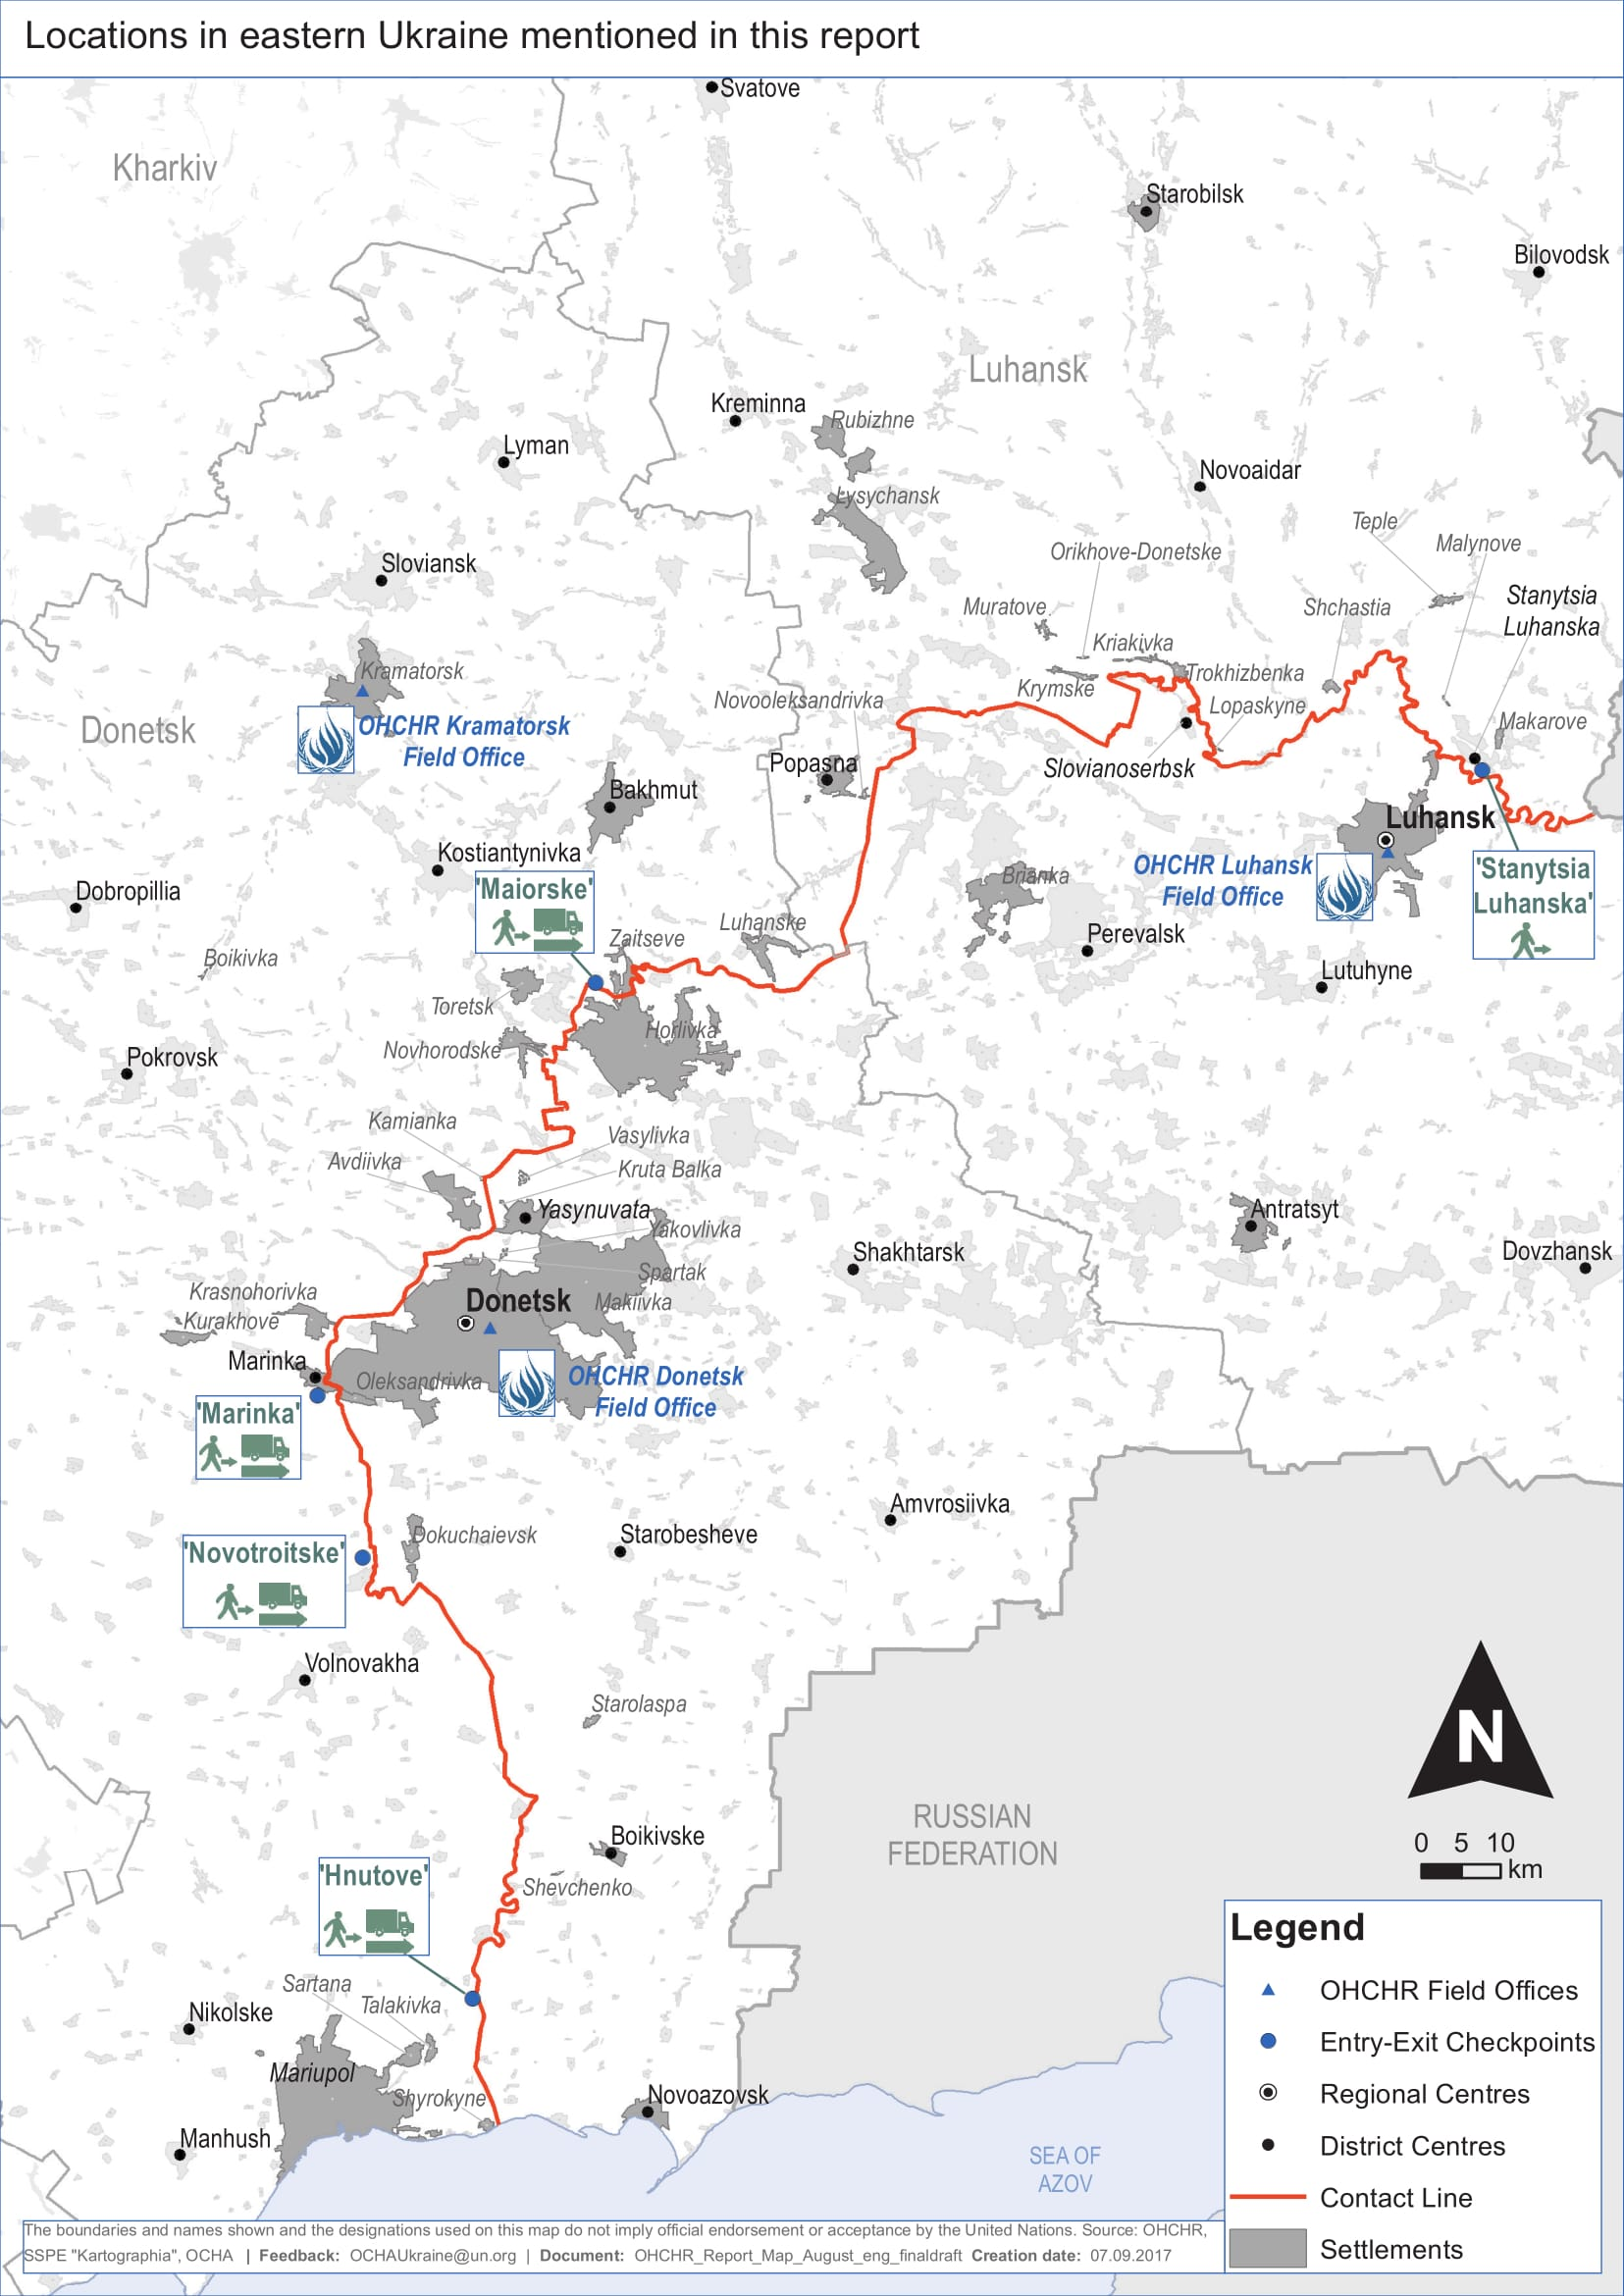 Locations in eastern Ukraine mentioned in this report
Svatove
Kharkiv
Starobilsk
Bilovodsk
Luhansk
Kreminna
Rubizhne
Lyman
Novoaidar
Lysychansk
Teple
Malynove
Orikhove-Donetske
Sloviansk
Stanytsia
Luhanska
Muratove
Shchastia
Kriakivka
Kramatorsk
Trokhizbenka
Krymske
Novooleksandrivka
Lopaskyne
Donetsk
OHCHR Kramatorsk
Field Office
Makarove
Popasna
Slovianoserbsk
Bakhmut
Luhansk
Kostiantynivka
OHCHR Luhansk
Field Office
'Stanytsia
Luhanska'
Brianka
Dobropillia
'Maiorske'
Luhanske
Perevalsk
Zaitseve
Boikivka
Lutuhyne
Toretsk
Horlivka
Novhorodske
Pokrovsk
Kamianka
Vasylivka
Avdiivka
Kruta Balka
Yasynuvata
Antratsyt
Yakovlivka
Shakhtarsk
Dovzhansk
Spartak
Krasnohorivka
Donetsk
Makiivka
Kurakhove
Marinka
Oleksandrivka
OHCHR Donetsk
Field Office
'Marinka'
Amvrosiivka
Dokuchaievsk
Starobesheve
'Novotroitske'
Volnovakha
Starolaspa
N
RUSSIAN
FEDERATION
Boikivske
0 5 10
km
'Hnutove'
Shevchenko
Legend
Sartana
OHCHR Field Offices
Talakivka
Nikolske
Entry-Exit Checkpoints
Mariupol
Shyrokyne
Novoazovsk
Regional Centres
Manhush
District Centres
SEA OF
AZOV
Contact Line
Settlements
The boundaries and names shown and the designations used on this map do not imply official endorsement or acceptance by the United Nations. Source: OHCHR,
SSPE "Kartographia", OCHA | Feedback: OCHAUkraine@un.org | Document: OHCHR_Report_Map_August_eng_finaldraft Creation date: 07.09.2017